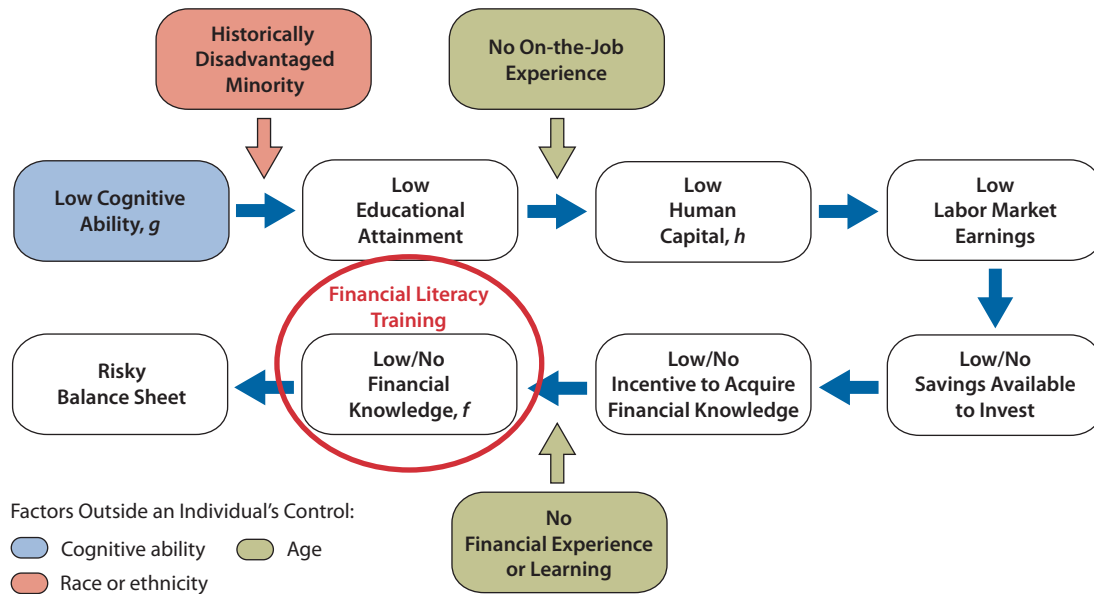 Historically
Disadvantaged
Minority
No On-the-Job
Experience
Low Cognitive
Ability, g
Low
Educational
Attainment
Low
Human
Capital, h
Low
Labor Market
Earnings
Financial Literacy
Training
Risky
Balance Sheet
Low/No
Financial
Knowledge, f
Low/No
Incentive to Acquire
Financial Knowledge
Low/No
Savings Available
to Invest
No
Financial Experience
or Learning
Factors Outside an Individual’s Control:
Cognitive ability
Age
Race or ethnicity